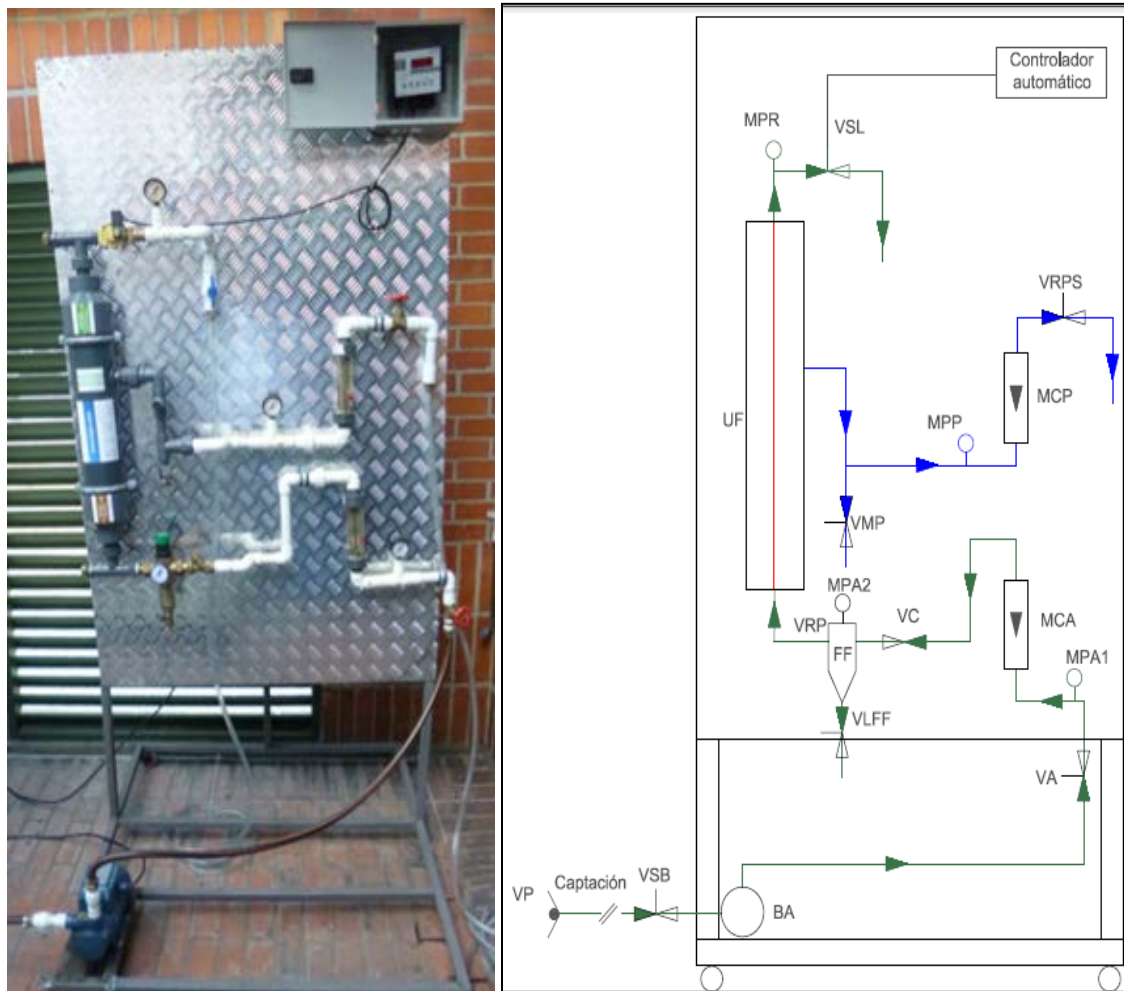 Controlador
automático
MPR
VSL
VRPS
MCP
UF
MPP
VMP
MPA2
VRP
FF
VC
MCA
MPA1
VLFF
VA
VP
Captación
VSB
BA